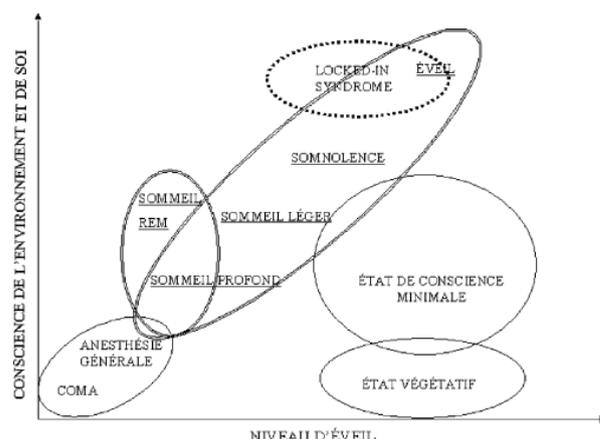 CONSCIENCE DE L'ENVIRONNEMENT ET DE SOI
LOCKED-IN
SYNDROME
ÉVEIL
SOMNOLENCE
SOMMEIL
REM
SOMMEIL LÉGER
SOMMEIL PROFOND
ÉTAT DE CONSCIENCE
MINIMALE
ANESTHÉSIE
GÉNÉRALE
COMA
ÉTAT VÉGÉTATIF
NIVEAU D'ÉVEIL